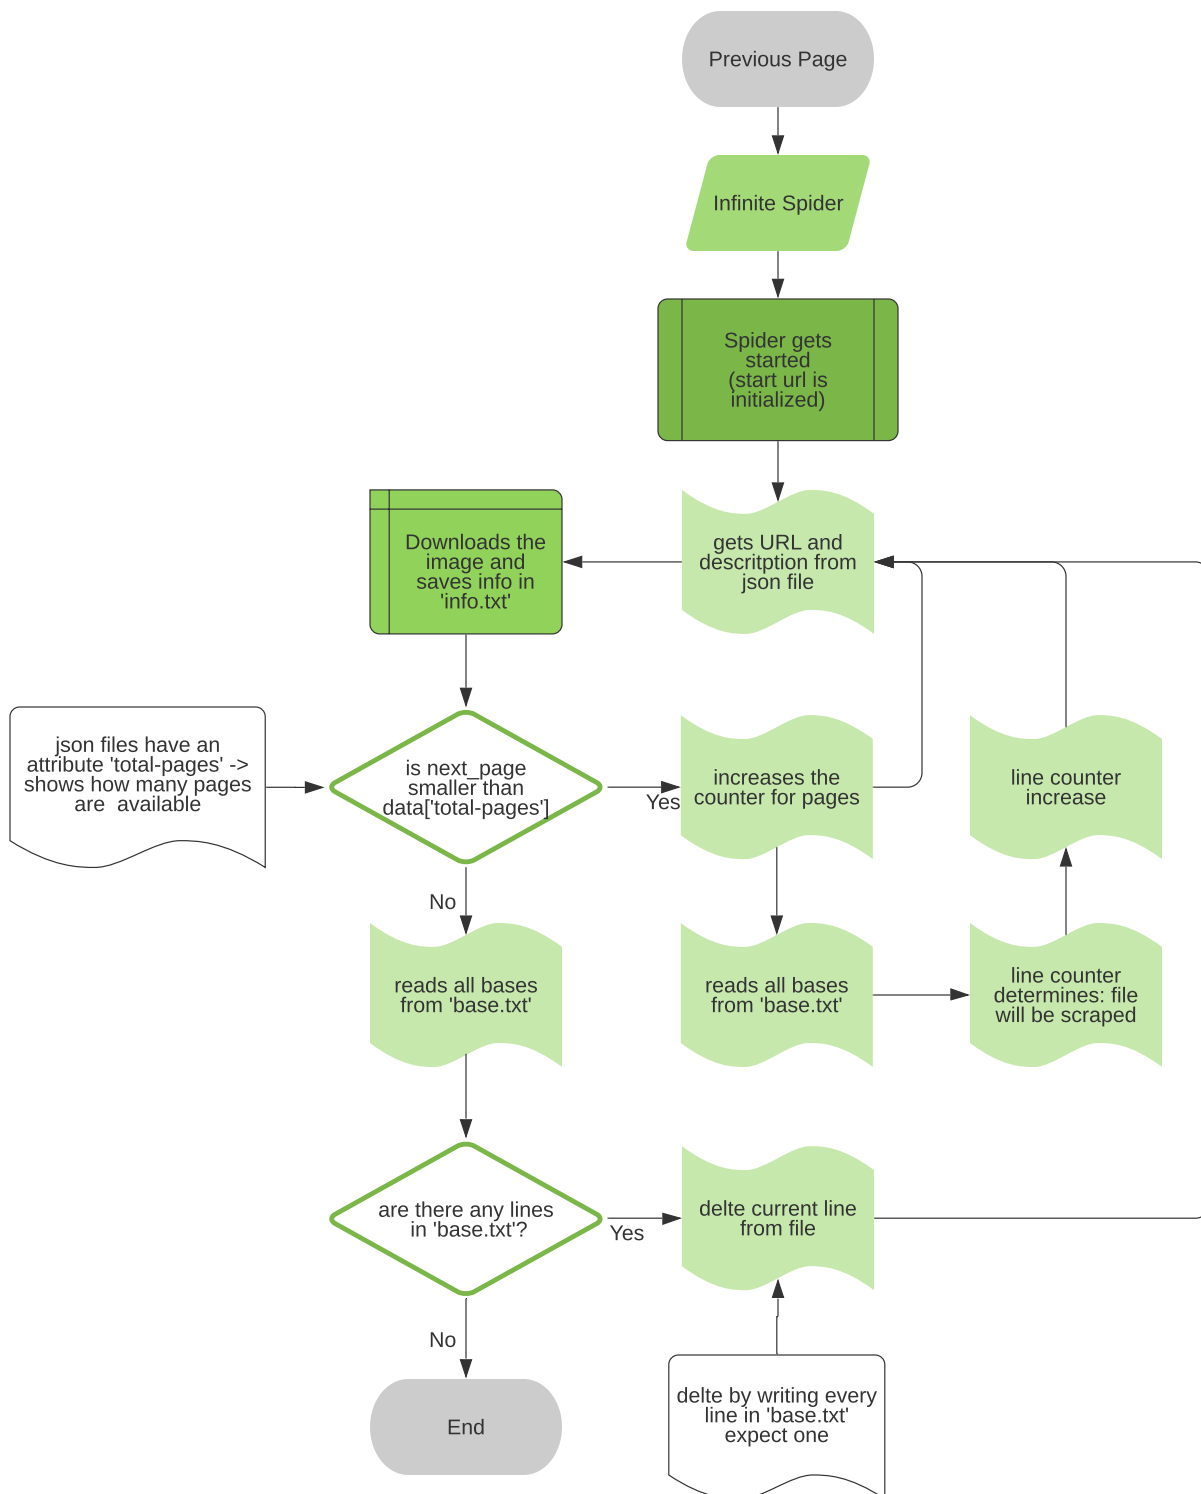 Previous Page
Infinite Spider
Spider gets
started
(start url is
initialized)
gets URL and
descritption from
json file
Downloads the
image and
saves info in
'info.txt'
json files have an
attribute 'total-pages' ->
shows how many pages
are  available
is next_page
smaller than
data['total-pages']
Yes
increases the
counter for pages
line counter
increase
No
reads all bases
from 'base.txt'
reads all bases
from 'base.txt'
line counter
determines: file
will be scraped
are there any lines
in 'base.txt'?
Yes
delte current line
from file
No
End
delte by writing every
line in 'base.txt'
expect one